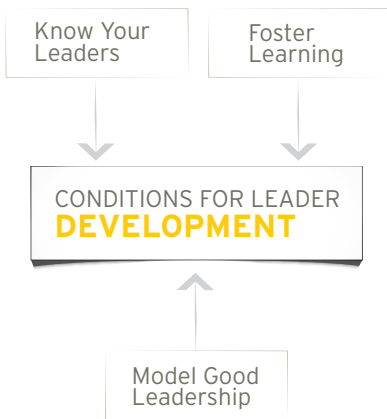 Know Your
Leaders
Foster
Learning
CONDITIONS FOR LEADER
DEVELOPMENT
Model Good
Leadership